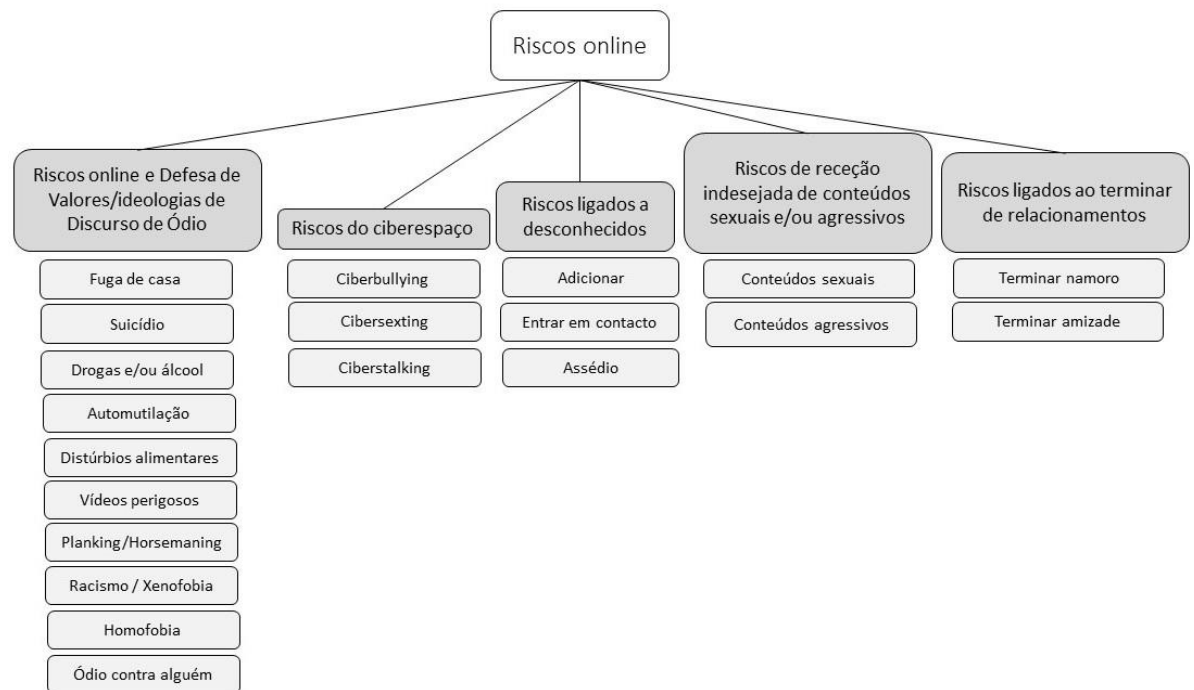 Riscos online
Riscos online e Defesa de
Valores/ideologias de
Discurso de Ódio
Fuga de casa
Suicídio
Drogas e/ou álcool
Automutilação
Distúrbios alimentares
Vídeos perigosos
Planking/Horsemaning
Racismo / Xenofobia
Homofobia
Ódio contra alguém
Riscos do ciberespaço
Ciberbullying
Cibersexting
Ciberstalking
Riscos ligados a
desconhecidos
Adicionar
Entrar em contacto
Assédio
Riscos de receção
indesejada de conteúdos
sexuais e/ou agressivos
Conteúdos sexuais
Conteúdos agressivos
Riscos ligados ao terminar
de relacionamentos
Terminar namoro
Terminar amizade